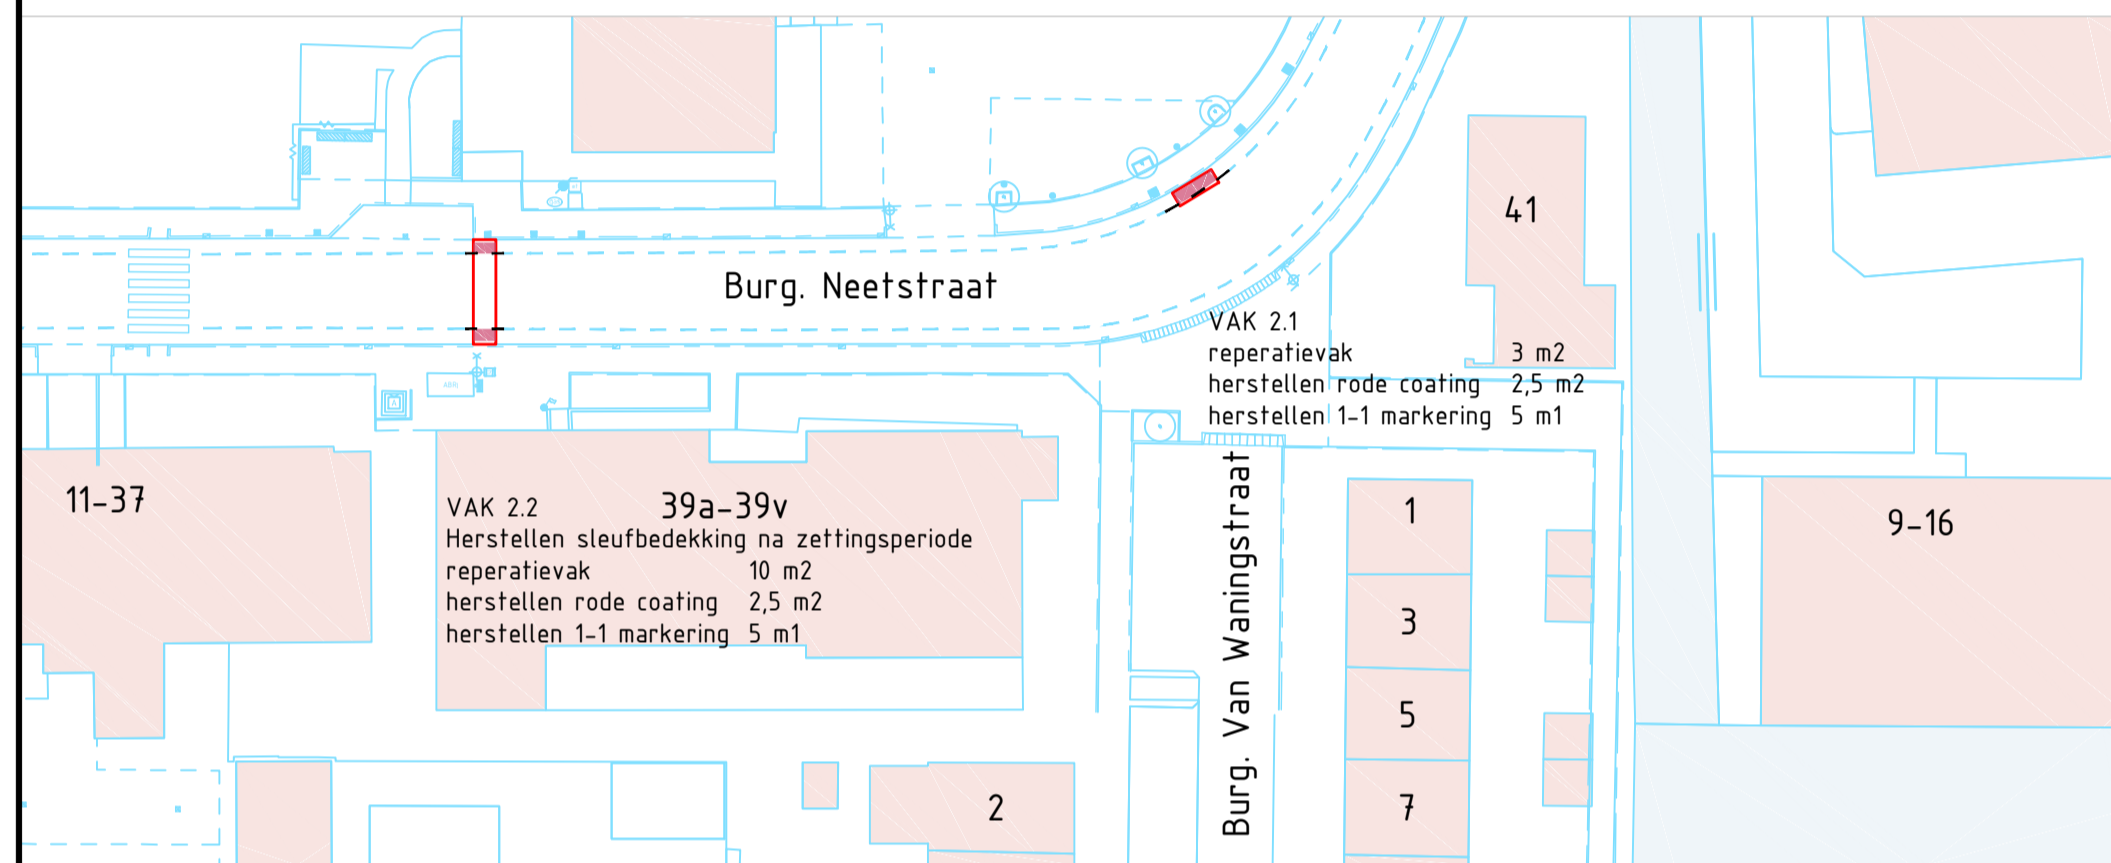 41
Burg. Neetstraat
VAK 2.1
reperatievak 3 m2
herstellen rode coating 2,5 m2
herstellen 1-1 markering 5 m1
ABRI
11-37
39a-39v
VAK 2.2
Herstellen sleufbedekking na zettingsperiode
reperatievak 10 m2
herstellen rode coating 2,5 m2
herstellen 1-1 markering 5 m1
Burg. Van Waningstraat
1
3
5
7
9-16
2